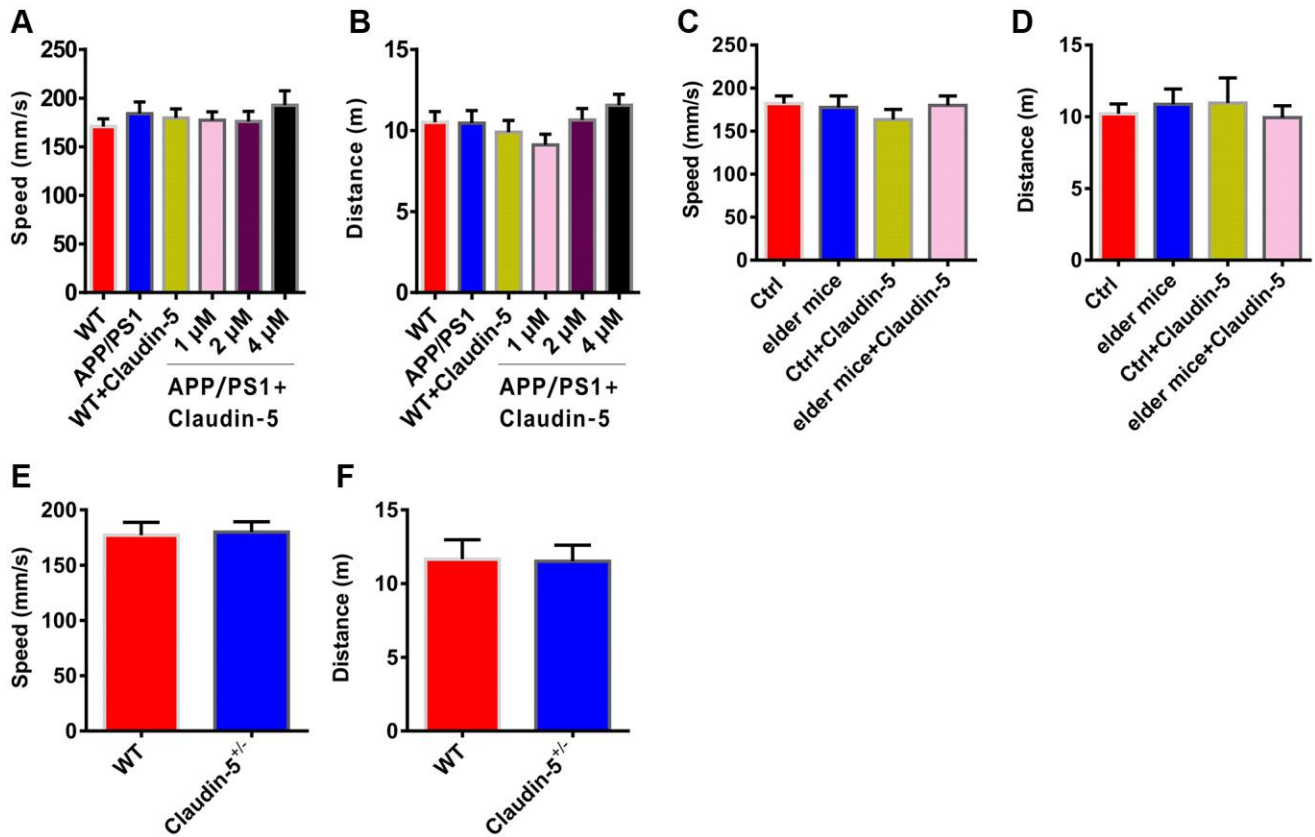 A
Speed (mm/s)
250
200
150
100
50
0
WT
APP/PS1
WT+Claudin-5
1 µM
2 µM
4 µM
APP/PS1+
Claudin-5
B
Distance (m)
15
10
5
0
WT
APP/PS1
WT+Claudin-5
1 µM
2 µM
4 µM
APP/PS1+
Claudin-5
C
Speed (mm/s)
250
200
150
100
50
0
Ctrl
elder mice
Ctrl+Claudin-5
elder mice+Claudin-5
D
Distance (m)
15
10
5
0
Ctrl
elder mice
Ctrl+Claudin-5
elder mice+Claudin-5
E
Speed (mm/s)
200
150
100
50
0
WT
Claudin-5+/-
F
Distance (m)
15
10
5
0
WT
Claudin-5+/-